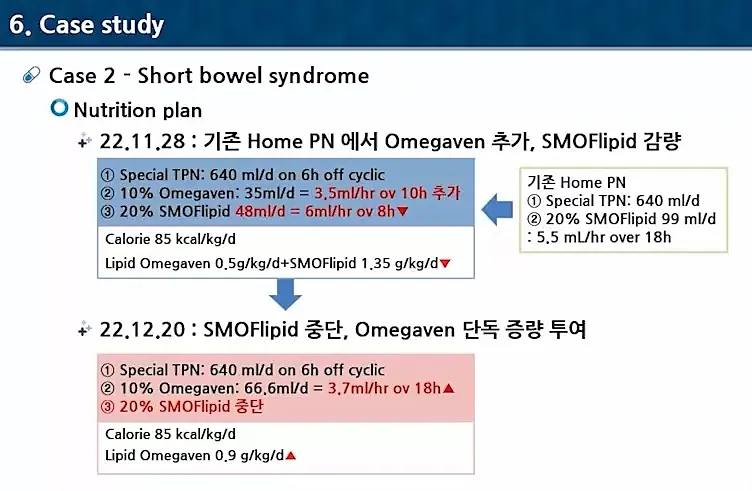 6. Case study
Case 2 - Short bowel syndrome
Nutrition plan
22.11.28 : 기존 Home PN 에서 Omegaven 추가, SMOFlipid 감량
① Special TPN: 640 ml/d on 6h off cyclic
② 10% Omegaven: 35ml/d = 3.5ml/hr ov 10h 추가
③ 20% SMOFlipid 48ml/d = 6ml/hr ov 8h▼
Calorie 85 kcal/kg/d
Lipid Omegaven 0.5g/kg/d+SMOFlipid 1.35 g/kg/d▼
기존 Home PN
① Special TPN: 640 ml/d
② 20% SMOFlipid 99 ml/d
: 5.5 mL/hr over 18h
22.12.20 : SMOFlipid 중단, Omegaven 단독 증량 투여
① Special TPN: 640 ml/d on 6h off cyclic
② 10% Omegaven: 66.6ml/d = 3.7ml/hr ov 18h▲
③ 20% SMOFlipid 중단
Calorie 85 kcal/kg/d
Lipid Omegaven 0.9 g/kg/d▲